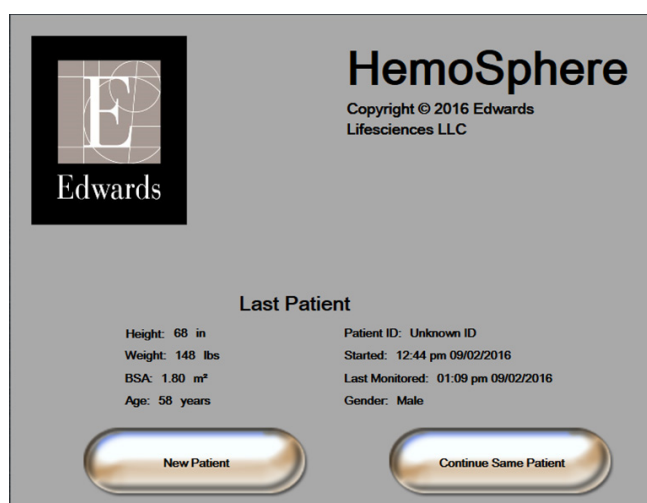 E
Edwards
HemoSphere
Copyright © 2016 Edwards
Lifesciences LLC
Last Patient
Height: 68 in
Weight: 148 lbs
BSA: 1.80 m²
Age: 58 years
Patient ID: Unknown ID
Started: 12:44 pm 09/02/2016
Last Monitored: 01:09 pm 09/02/2016
Gender: Male
New Patient
Continue Same Patient